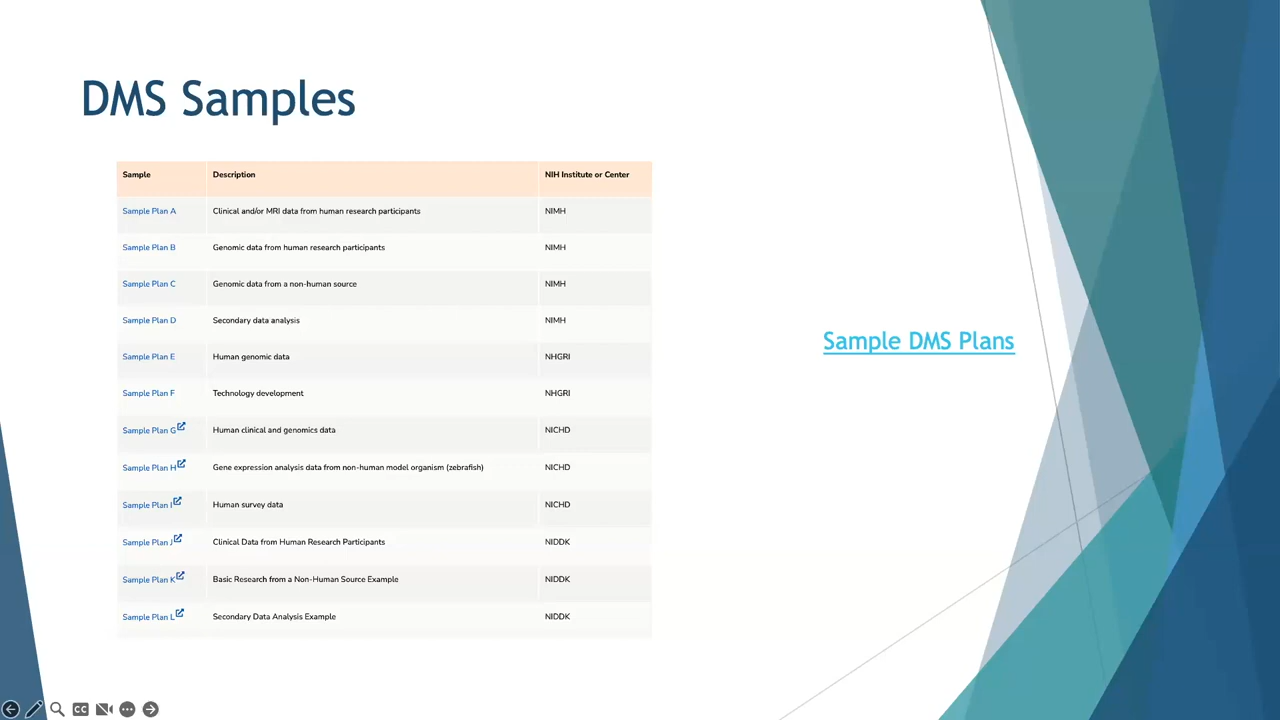 DMS Samples
Sample Description NIH Institute or Center
Sample Plan A Clinical and/or MRI data from human research participants NIMH
Sample Plan B Genomic data from human research participants NIMH
Sample Plan C Genomic data from a non-human source NIMH
Sample Plan D Secondary data analysis NIMH
Sample Plan E Human genomic data NHGRI
Sample Plan F Technology development NHGRI
Sample Plan G Human clinical and genomics data NICHD
Sample Plan H Gene expression analysis data from non-human model organism (zebrafish) NICHD
Sample Plan I Human survey data NICHD
Sample Plan J Clinical Data from Human Research Participants NIDDK
Sample Plan K Basic Research from a Non-Human Source Example NIDDK
Sample Plan L Secondary Data Analysis Example NIDDK
Sample DMS Plans
CC